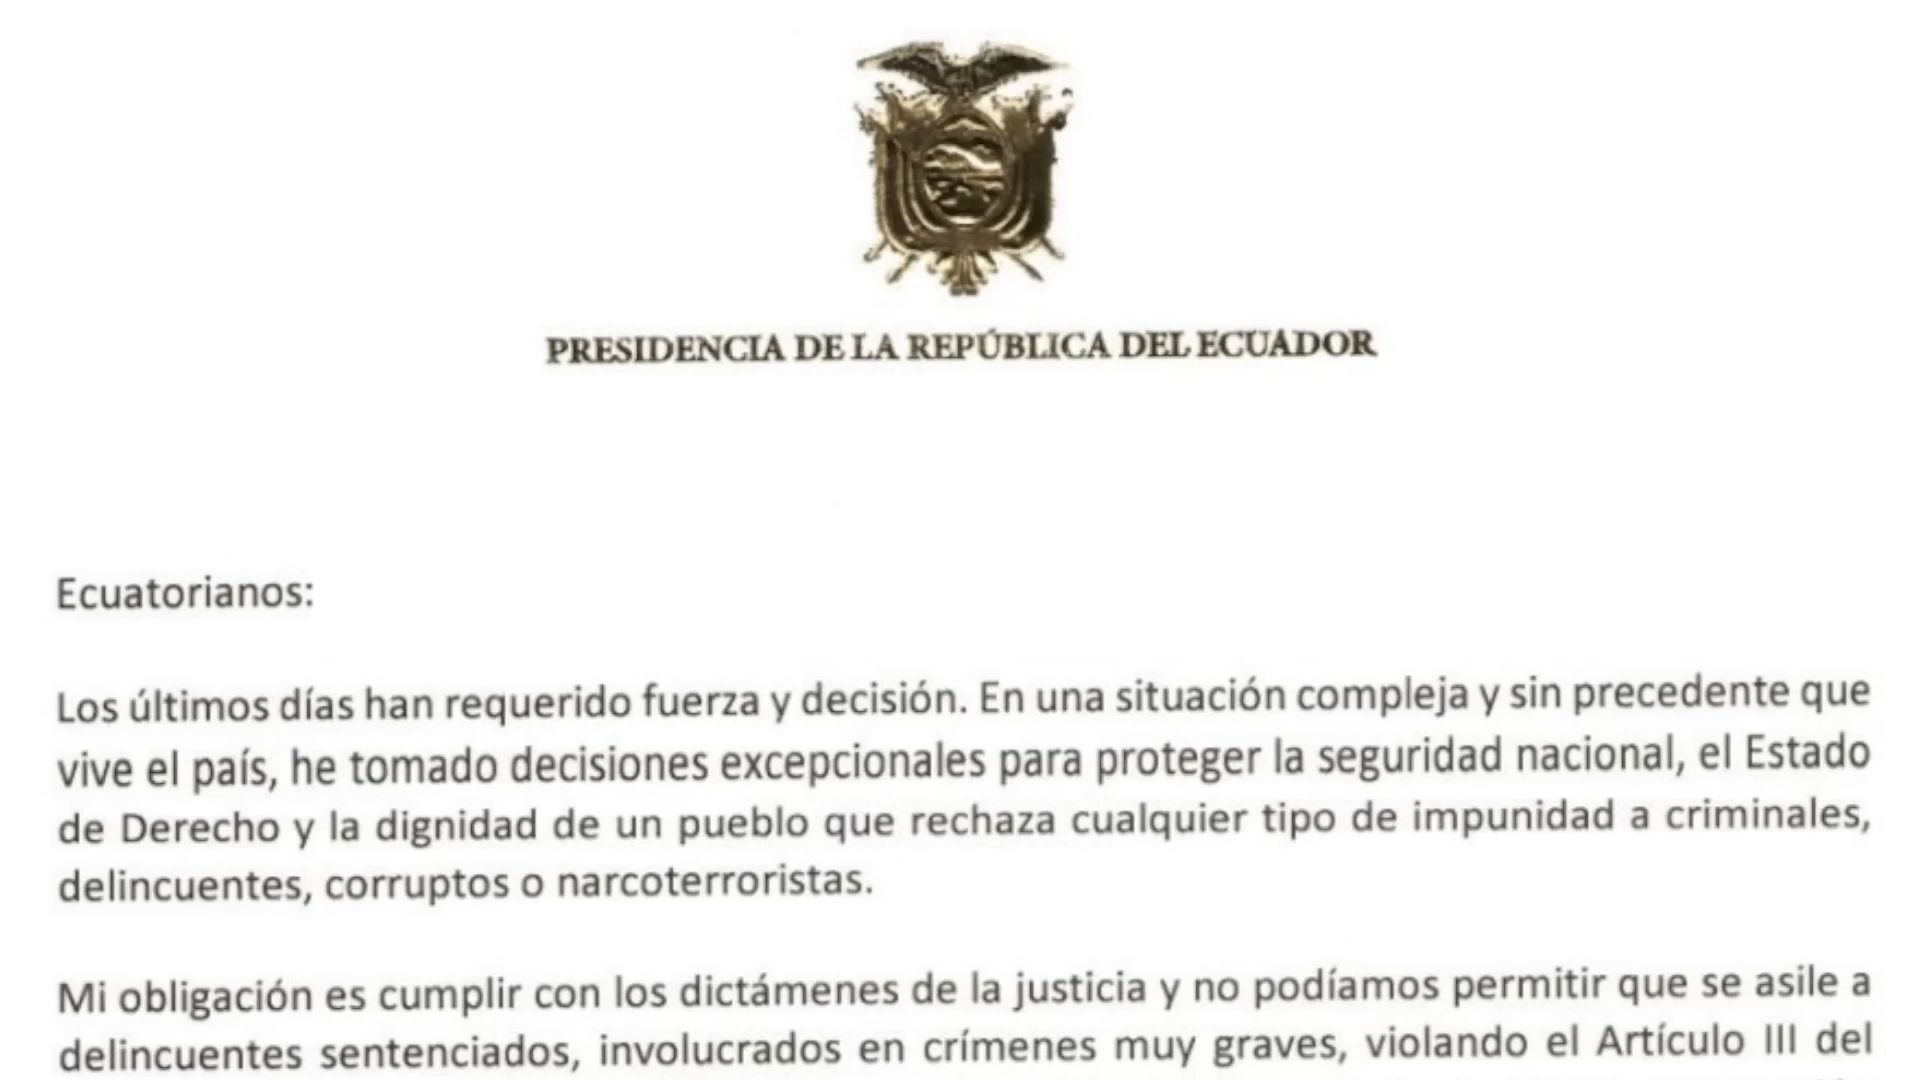 PRESIDENCIA DE LA REPÚBLICA DEL ECUADOR
Ecuatorianos:
Los últimos días han requerido fuerza y decisión. En una situación compleja y sin precedente que
vive el país, he tomado decisiones excepcionales para proteger la seguridad nacional, el Estado
de Derecho y la dignidad de un pueblo que rechaza cualquier tipo de impunidad a criminales,
delincuentes, corruptos o narcoterroristas.
Mi obligación es cumplir con los dictámenes de la justicia y no podíamos permitir que se asile a
delincuentes sentenciados, involucrados en crímenes muy graves, violando el Artículo III del